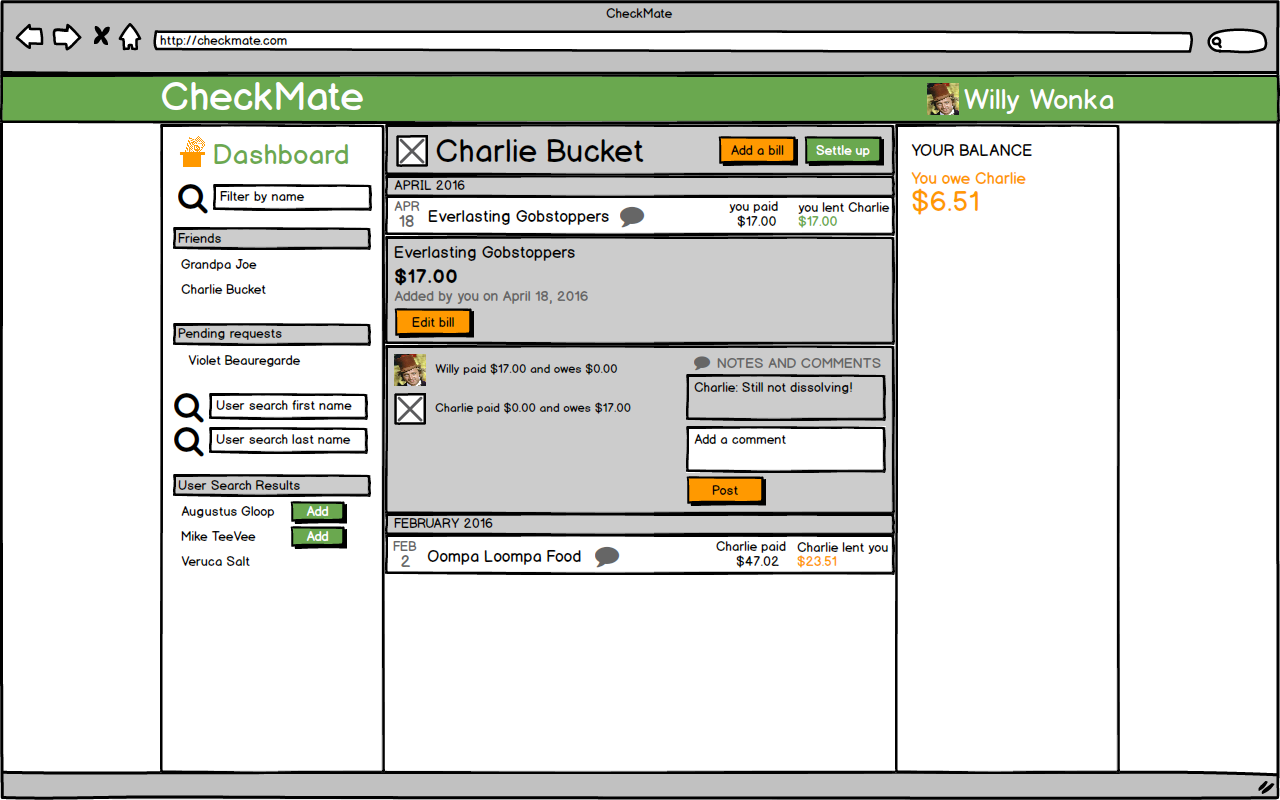 CheckMate
http://checkmate.com
CheckMate
Willy Wonka
Dashboard
Filter by name
Friends
Grandpa Joe
Charlie Bucket
Pending requests
Violet Beauregarde
User search first name
User search last name
User Search Results
Augustus Gloop Add
Mike TeeVee Add
Veruca Salt
Charlie Bucket
Add a bill
Settle up
APRIL 2016
APR
18
Everlasting Gobstoppers
you paid
$17.00
you lent Charlie
$17.00
Everlasting Gobstoppers
$17.00
Added by you on April 18, 2016
Edit bill
Willy paid $17.00 and owes $0.00
Charlie paid $0.00 and owes $17.00
NOTES AND COMMENTS
Charlie: Still not dissolving!
Add a comment
Post
FEBRUARY 2016
FEB
2
Oompa Loompa Food
Charlie paid
$47.02
Charlie lent you
$23.51
YOUR BALANCE
You owe Charlie
$6.51